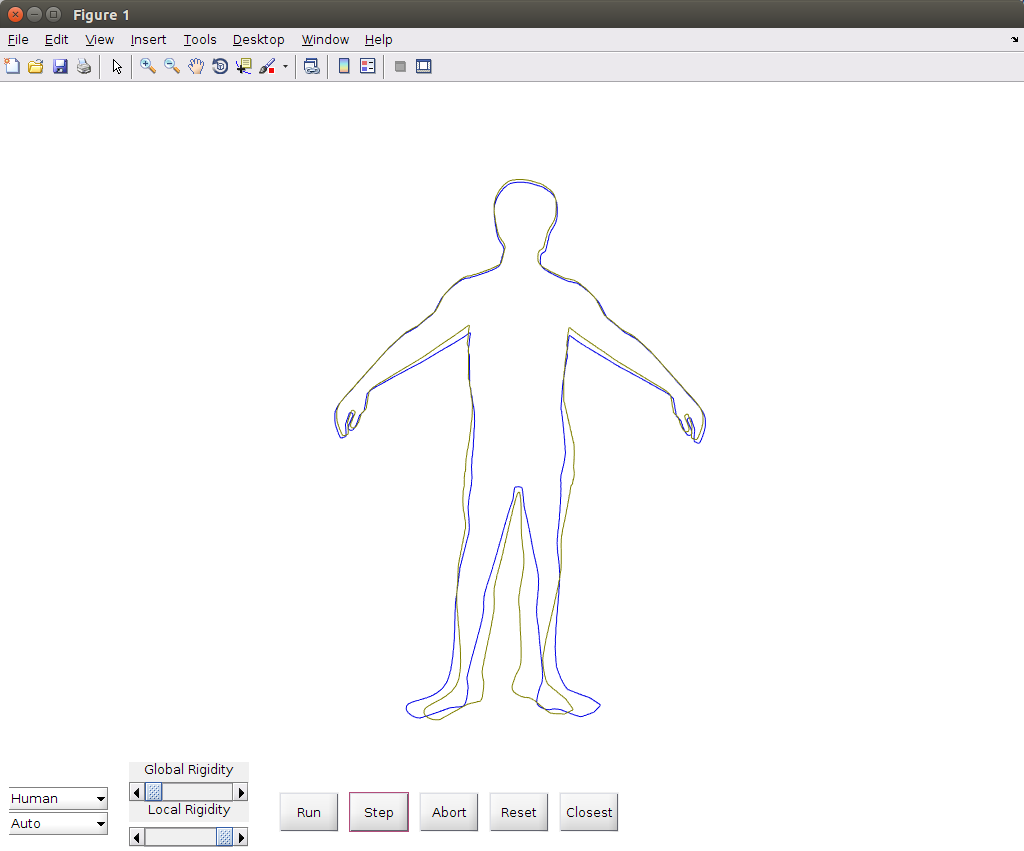 Figure 1
File Edit View Insert Tools Desktop Window Help
Global Rigidity
Human
Local Rigidity
Auto
Run Step Abort Reset Closest